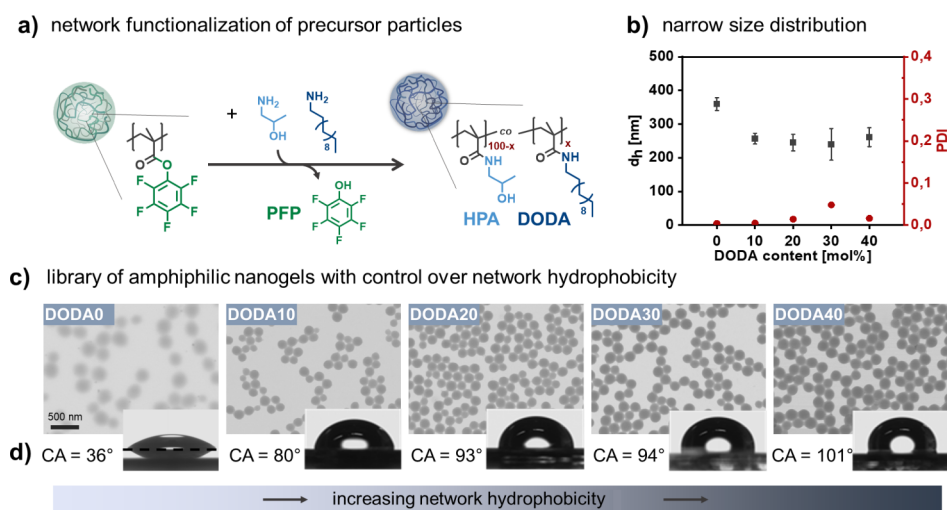 a) network functionalization of precursor particles
O
O
F
F
F
F
F
+
NH2
OH
NH2
8
PFP
OH
F
F
F
F
F
co
100-x
x
O
NH
OH
O
NH
8
HPA DODA
b) narrow size distribution
500
400
300
200
100
0
dh [nm]
0,4
0,3
0,2
0,1
0,0
PDI
0 10 20 30 40
DODA content [mol%]
c) library of amphiphilic nanogels with control over network hydrophobicity
DODA0 DODA10 DODA20 DODA30 DODA40
500 nm
d) CA = 36° CA = 80° CA = 93° CA = 94° CA = 101°
increasing network hydrophobicity